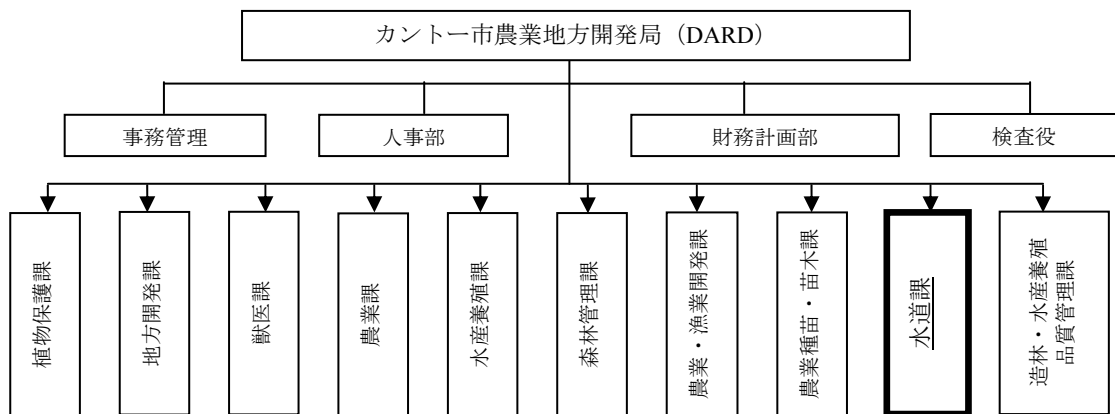 カントー市農業地方開発局（DARD）
事務管理
人事部
財務計画部
検査役
植物保護課
地方開発課
獣医課
農業課
水産養殖課
森林管理課
農業・漁業開発課
農業種苗・苗木課
水道課
造林・水産養殖
品質管理課